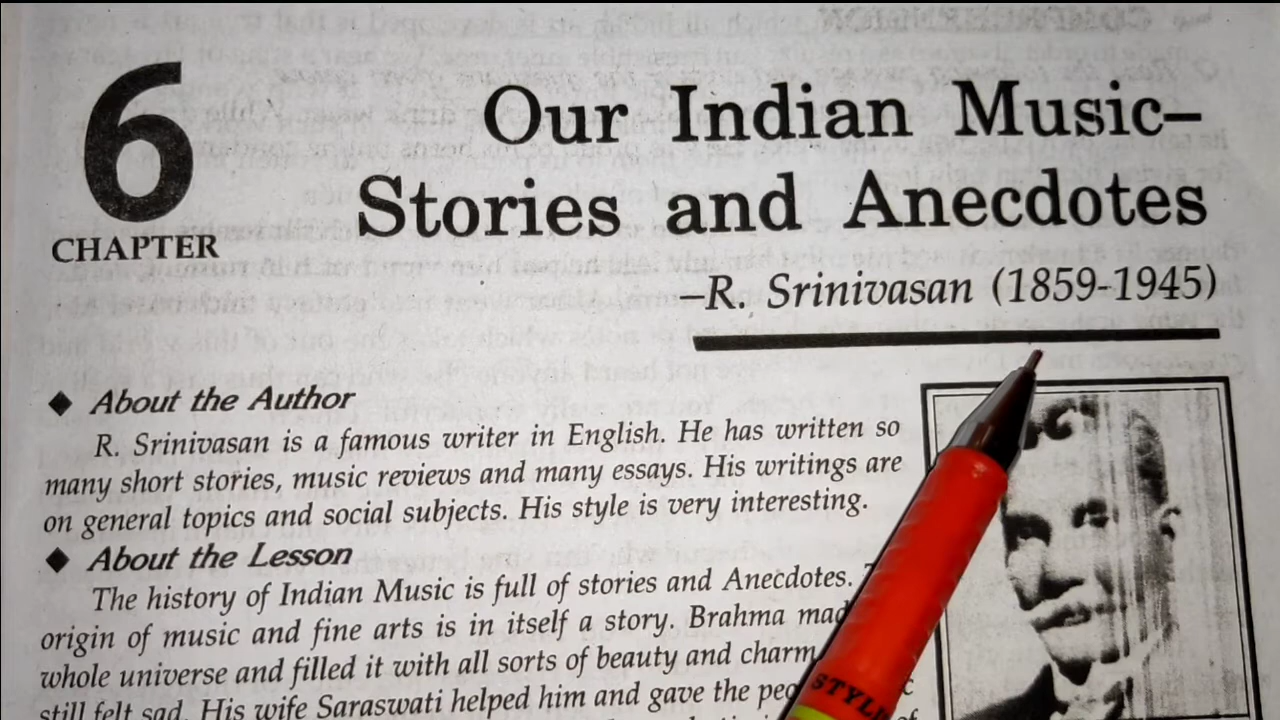 6
CHAPTER
Our Indian Music–
Stories and Anecdotes
–R. Srinivasan (1859-1945)
About the Author
R. Srinivasan is a famous writer in English. He has written so
many short stories, music reviews and many essays. His writings are
on general topics and social subjects. His style is very interesting.
About the Lesson
The history of Indian Music is full of stories and Anecdotes.
origin of music and fine arts is in itself a story. Brahma
whole universe and filled it with all sorts of beauty and charm
still felt sad. His wife Saraswati helped him and gave the
STYLE